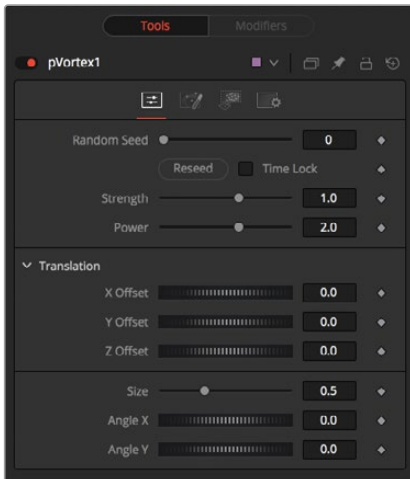 Tools Modifiers
pVortex1
Random Seed 0
Reseed Time Lock
Strength 1.0
Power 2.0
Translation
X Offset 0.0
Y Offset 0.0
Z Offset 0.0
Size 0.5
Angle X 0.0
Angle Y 0.0